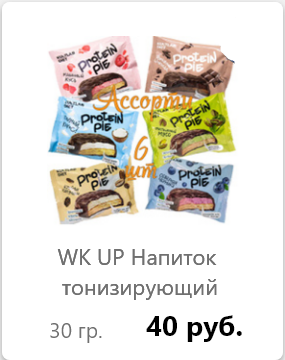 PROTEIN PIE
PROTEIN PIE
Ассорти
6
шт
PROTEIN PIE
PROTEIN PIE
PROTEIN PIE
PROTEIN PIE
WK UP Напиток
тонизирующий
30 гр.
40 руб.